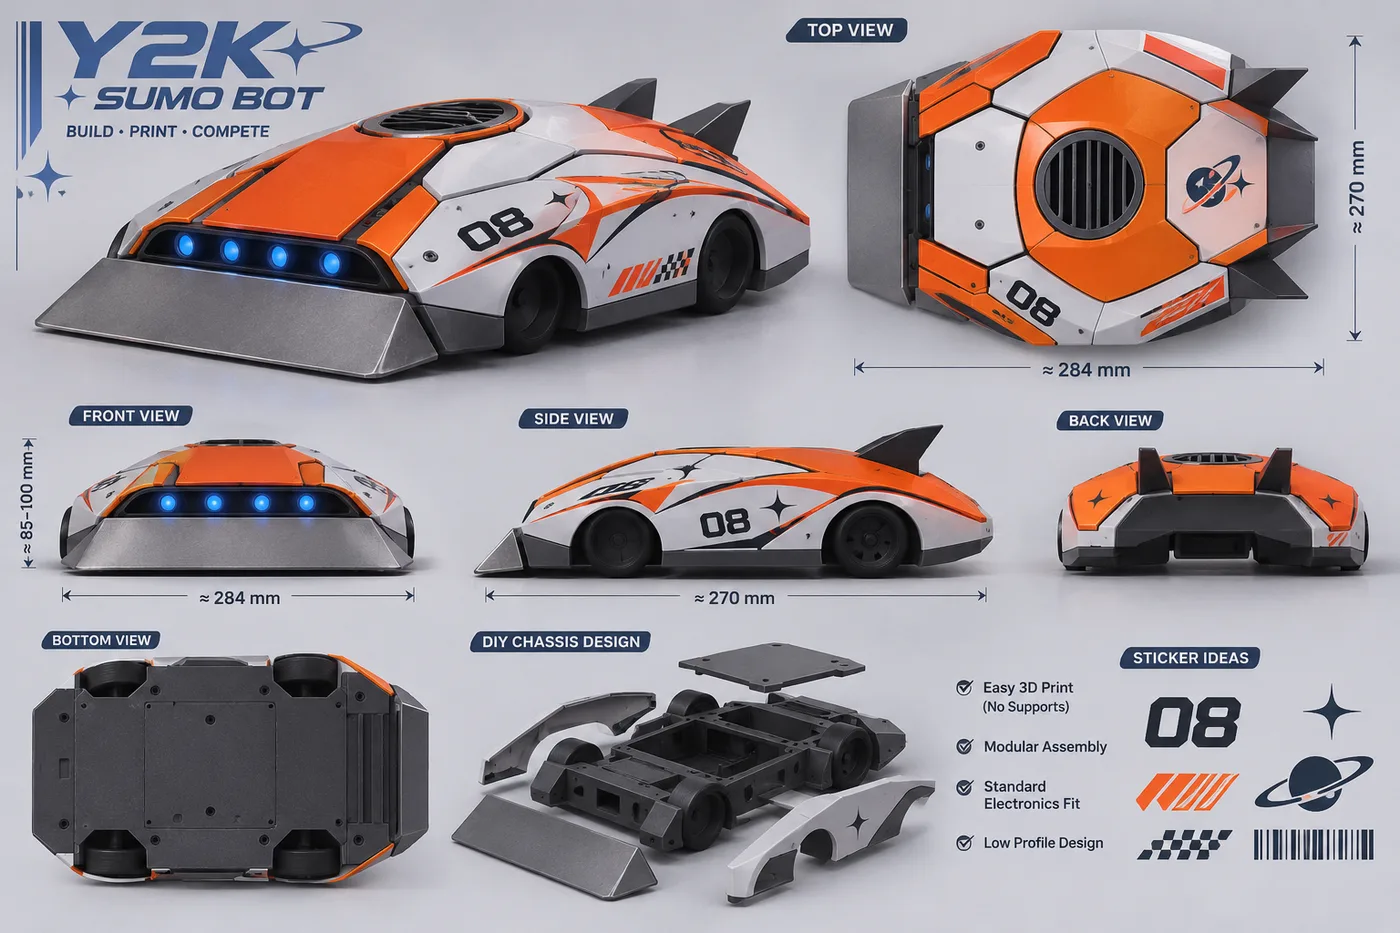 Y2K
SUMO BOT
BUILD • PRINT • COMPETE
08
TOP VIEW
08
≈ 270 mm
≈ 284 mm
FRONT VIEW
≈ 85–100 mm
≈ 284 mm
SIDE VIEW
08
08
≈ 270 mm
BACK VIEW
BOTTOM VIEW
DIY CHASSIS DESIGN
Easy 3D Print
(No Supports)
Modular Assembly
Standard
Electronics Fit
Low Profile Design
STICKER IDEAS
08